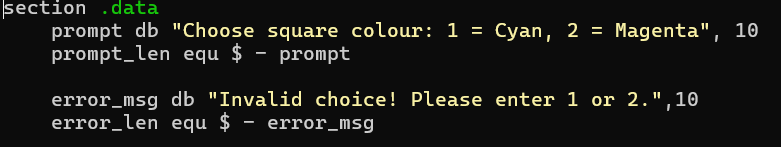 section .data
    prompt db "Choose square colour: 1 = Cyan, 2 = Magenta", 10
    prompt_len equ $ - prompt

    error_msg db "Invalid choice! Please enter 1 or 2.",10
    error_len equ $ - error_msg